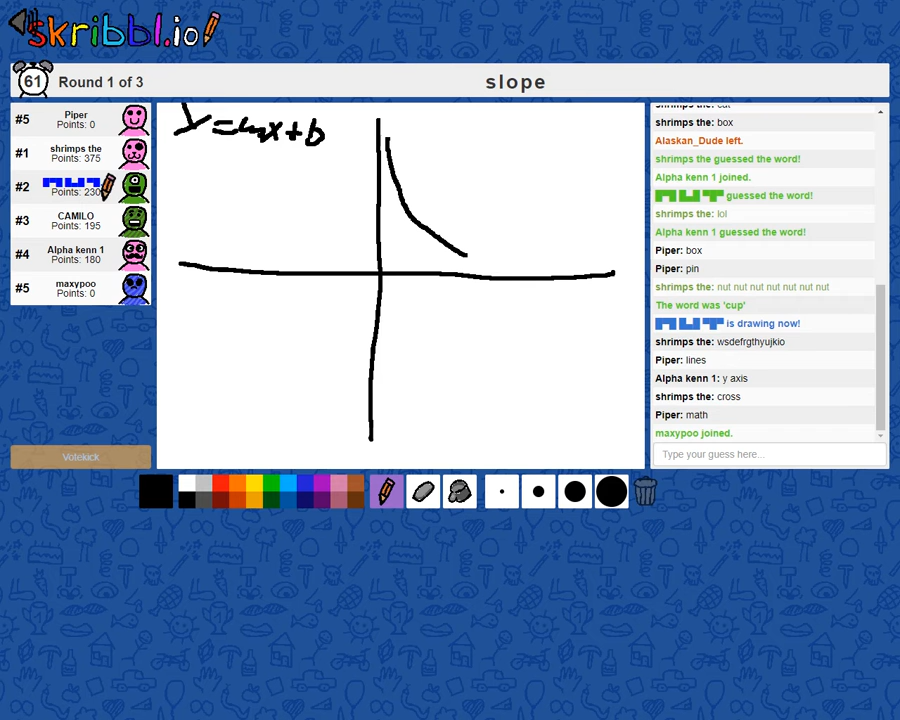 skribbl.io!
61 Round 1 of 3 slope
#5 Piper
Points: 0
#1 shrimps the
Points: 375
#2
Points: 230
#3 CAMILO
Points: 195
#4 Alpha kenn 1
Points: 180
#5 maxypoo
Points: 0
Votekick
y=mx+b
shrimps the: cat
shrimps the: box
Alaskan_Dude left.
shrimps the guessed the word!
Alpha kenn 1 joined.
guessed the word!
shrimps the: lol
Alpha kenn 1 guessed the word!
Piper: box
Piper: pin
shrimps the: nut nut nut nut nut nut nut
The word was 'cup'
is drawing now!
shrimps the: wsdefrgthyujkio
Piper: lines
Alpha kenn 1: y axis
shrimps the: cross
Piper: math
maxypoo joined.
Type your guess here...